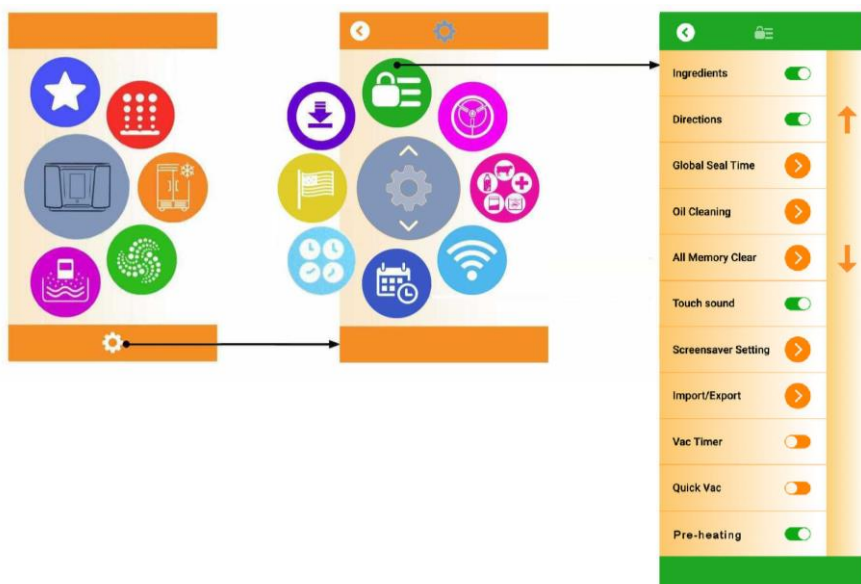 Ingredients
Directions
Global Seal Time
Oil Cleaning
All Memory Clear
Touch sound
Screensaver Setting
Import/Export
Vac Timer
Quick Vac
Pre-heating